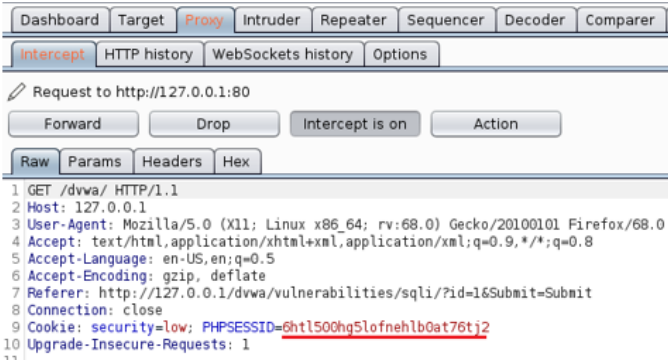 Dashboard Target Proxy Intruder Repeater Sequencer Decoder Comparer
Intercept HTTP history WebSockets history Options
Request to http://127.0.0.1:80
Forward Drop Intercept is on Action
Raw Params Headers Hex
1 GET /dvwa/ HTTP/1.1
2 Host: 127.0.0.1
3 User-Agent: Mozilla/5.0 (X11; Linux x86_64; rv:68.0) Gecko/20100101 Firefox/68.0
4 Accept: text/html,application/xhtml+xml,application/xml;q=0.9,*/*;q=0.8
5 Accept-Language: en-US,en;q=0.5
6 Accept-Encoding: gzip, deflate
7 Referer: http://127.0.0.1/dvwa/vulnerabilities/sqli/?id=1&Submit=Submit
8 Connection: close
9 Cookie: security=low; PHPSESSID=6htl500hg5lofnehlb0at76tj2
10 Upgrade-Insecure-Requests: 1
11